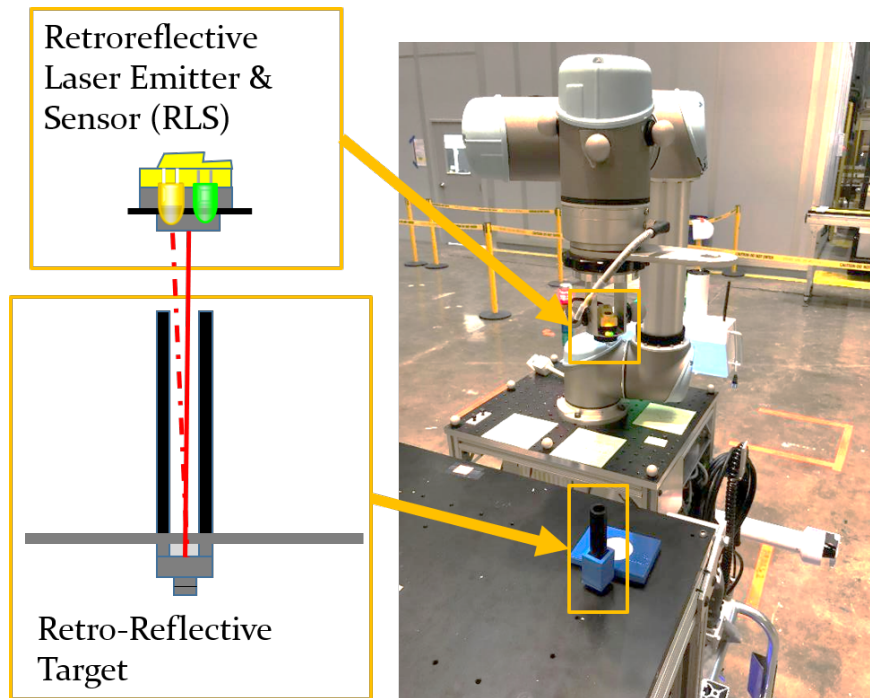 Retroreflective
Laser Emitter &
Sensor (RLS)
Retro-Reflective
Target